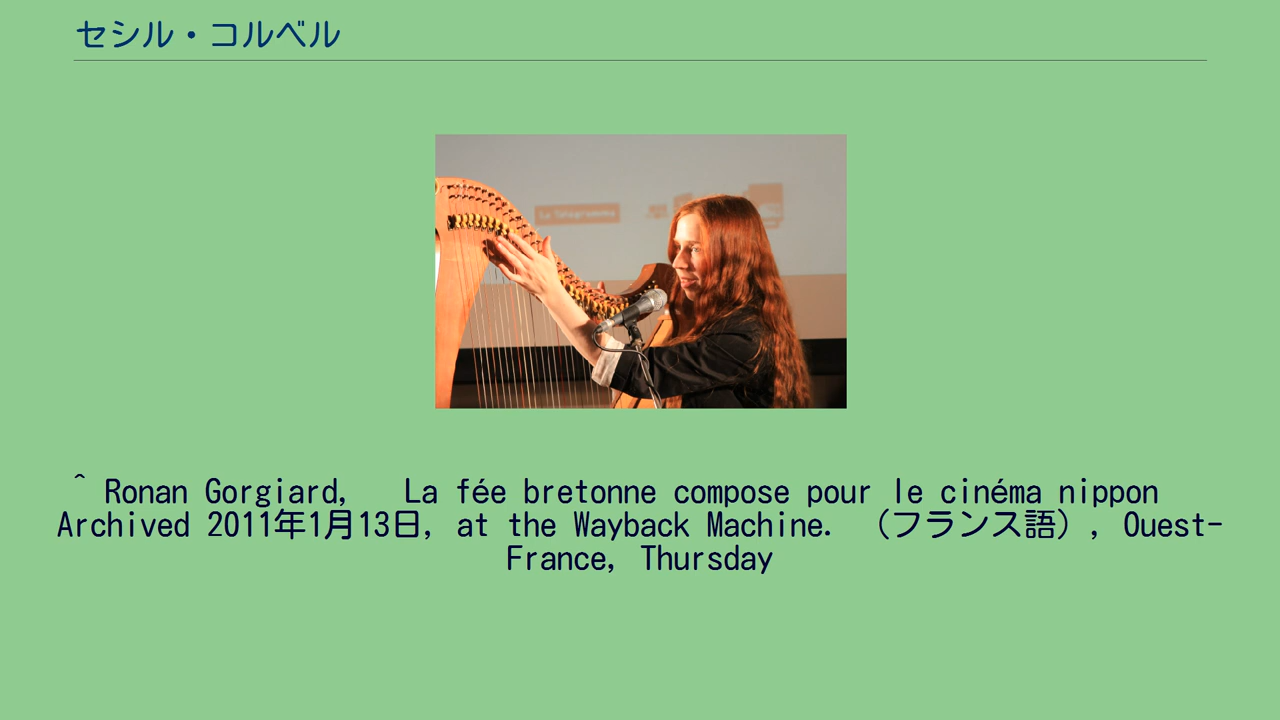 セシル・コルベル
Le Télégramme
^ Ronan Gorgiard, La fée bretonne compose pour le cinéma nippon
Archived 2011年1月13日, at the Wayback Machine. （フランス語）, Ouest-
France, Thursday